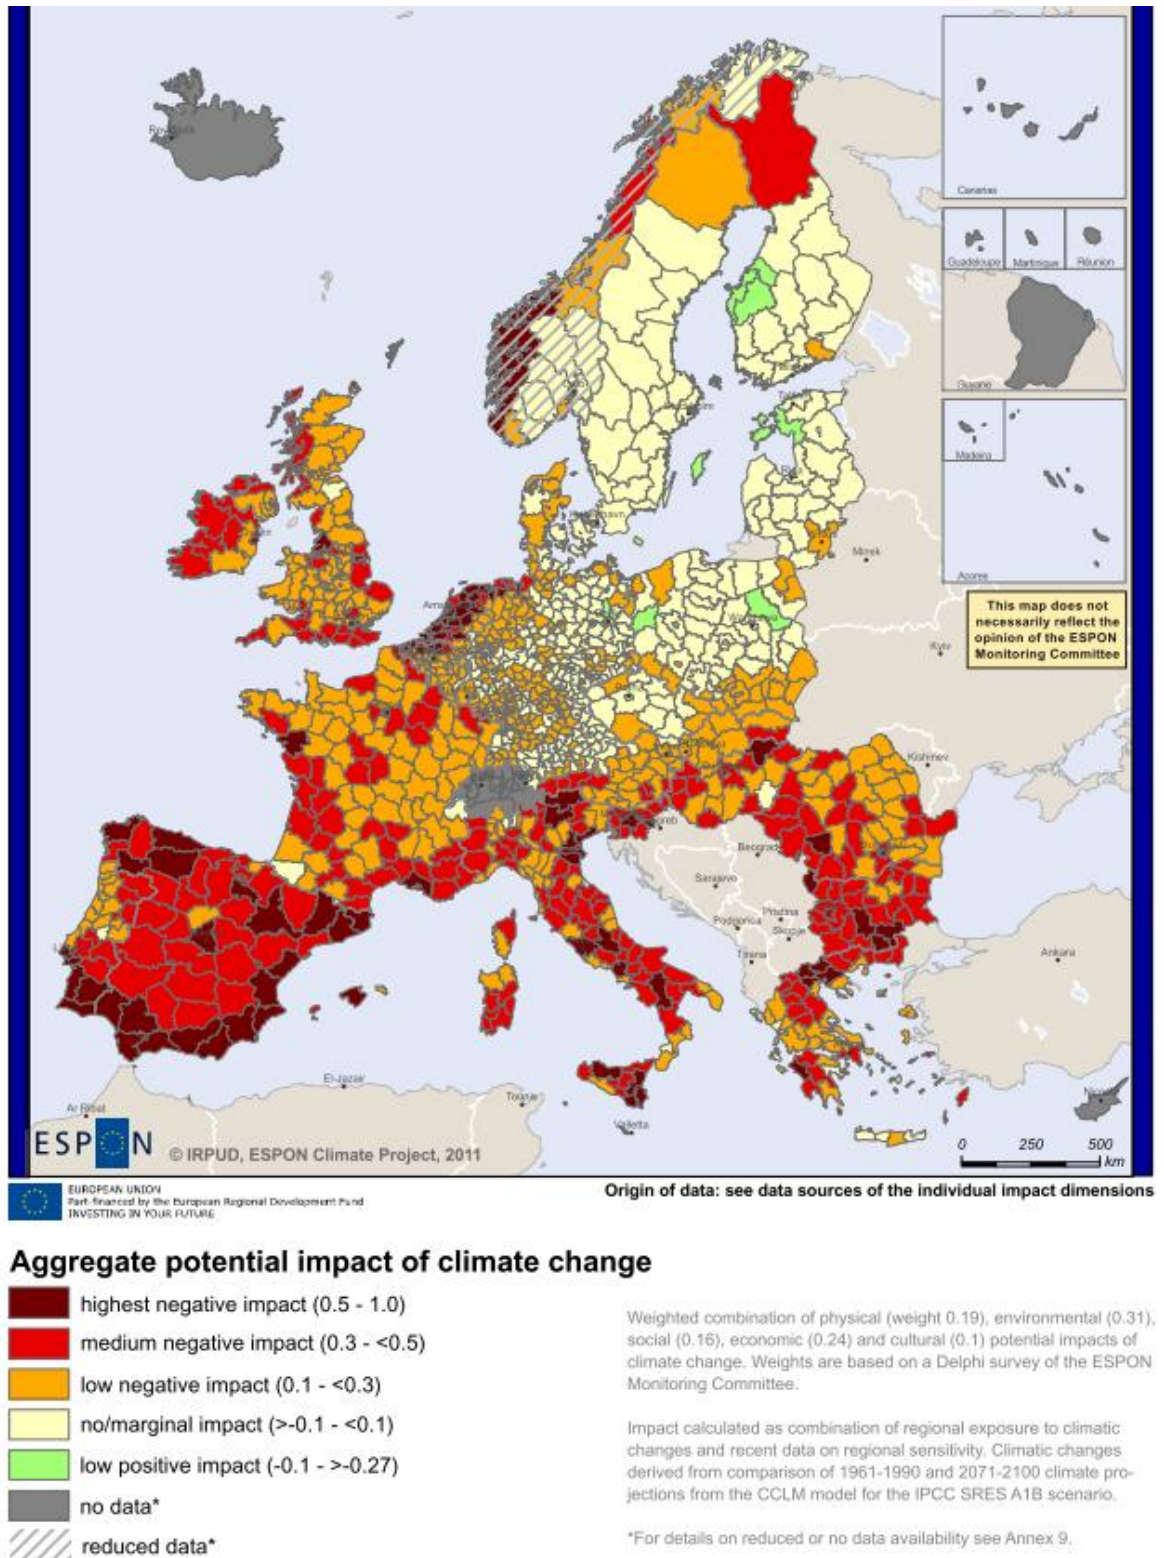 Canarias
Guadeloupe
Martinique
Réunion
Guyane
Madeira
Acores
This map does not
necessarily reflect the
opinion of the ESPON
Monitoring Committee
Minsk
Kyiv
Kishinev
Beograd
Sarajevo
Podgorica
Pristina
Skopje
Tirana
Ankara
El-Jazair
Tounis
Ar Ribat
Valletta
0 250 500
km
ESPON
© IRPUD, ESPON Climate Project, 2011
EUROPEAN UNION
Part-financed by the European Regional Development Fund
INVESTING IN YOUR FUTURE
Origin of data: see data sources of the individual impact dimensions
Aggregate potential impact of climate change
highest negative impact (0.5 - 1.0)
medium negative impact (0.3 - <0.5)
low negative impact (0.1 - <0.3)
no/marginal impact (>-0.1 - <0.1)
low positive impact (-0.1 - >-0.27)
no data*
reduced data*
Weighted combination of physical (weight 0.19), environmental (0.31),
social (0.16), economic (0.24) and cultural (0.1) potential impacts of
climate change. Weights are based on a Delphi survey of the ESPON
Monitoring Committee.
Impact calculated as combination of regional exposure to climatic
changes and recent data on regional sensitivity. Climatic changes
derived from comparison of 1961-1990 and 2071-2100 climate pro-
jections from the CCLM model for the IPCC SRES A1B scenario.
*For details on reduced or no data availability see Annex 9.